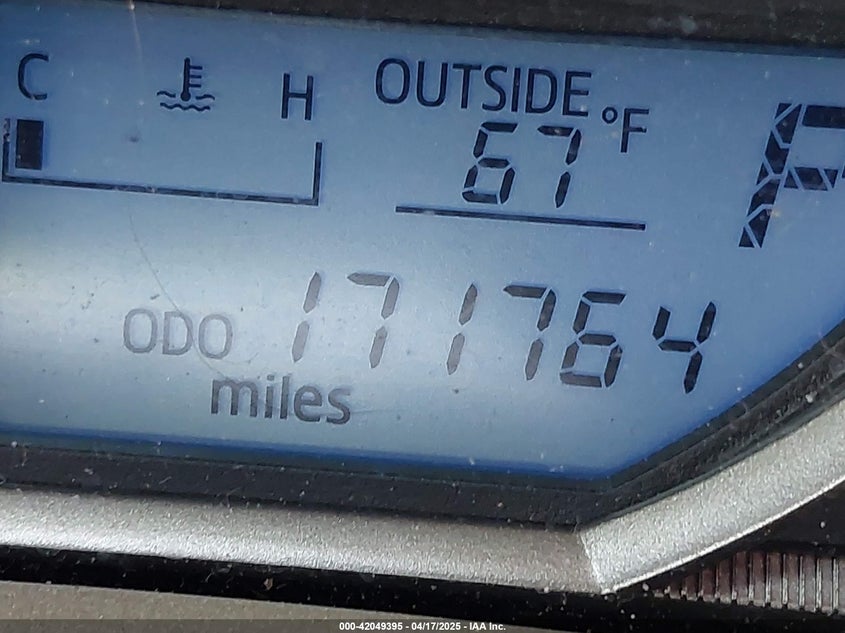 C H OUTSIDE
67 °F
P
ODO 171764
miles
000-42049395 - 04/17/2025 - IAA Inc.